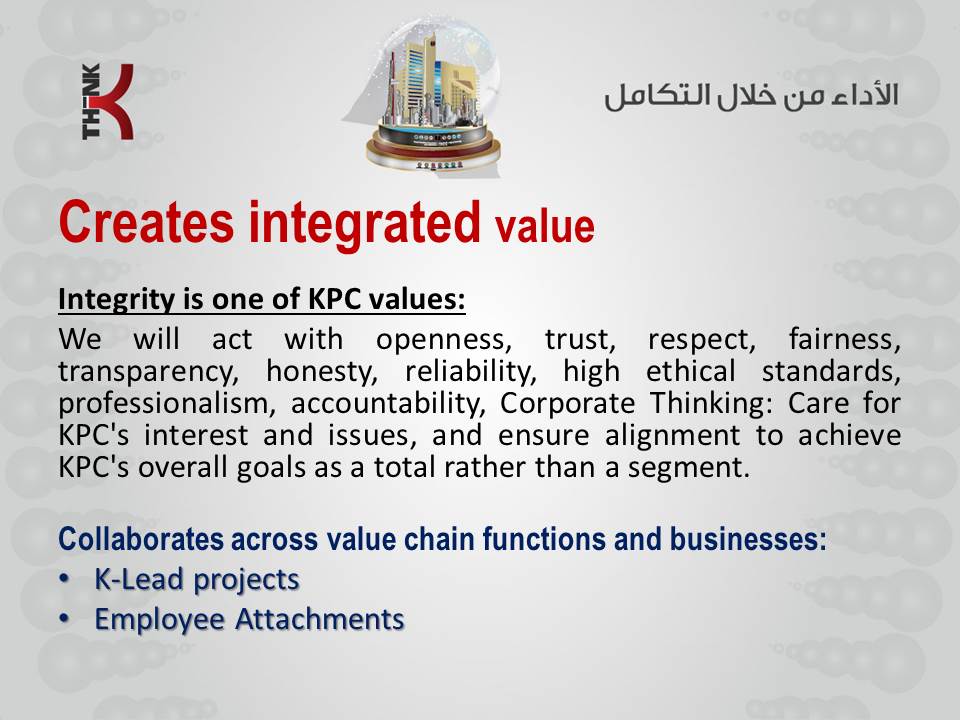 THINK
K
الأداء من خلال التكامل
Creates integrated value
Integrity is one of KPC values:
We will act with openness, trust, respect, fairness,
transparency, honesty, reliability, high ethical standards,
professionalism, accountability, Corporate Thinking: Care for
KPC's interest and issues, and ensure alignment to achieve
KPC's overall goals as a total rather than a segment.
Collaborates across value chain functions and businesses:
• K-Lead projects
• Employee Attachments